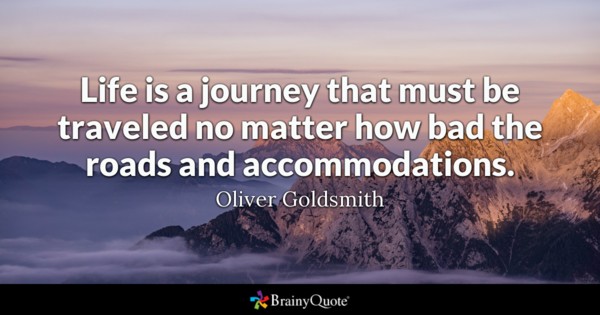 Life is a journey that must be
traveled no matter how bad the
roads and accommodations.
Oliver Goldsmith
BrainyQuote®